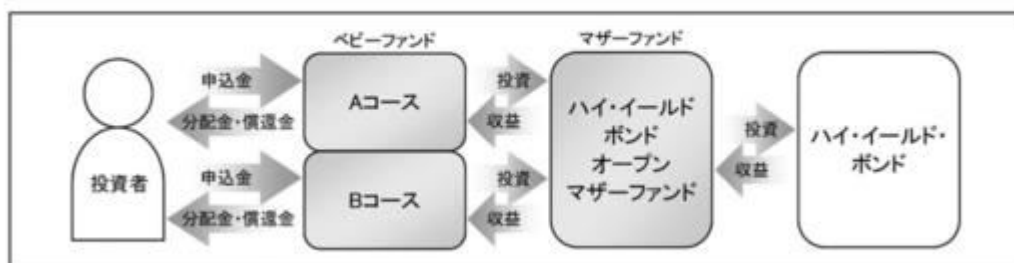 ベビーファンド
マザーファンド
申込金
分配金・償還金
Aコース
投資
収益
申込金
分配金・償還金
Bコース
投資
収益
投資者
ハイ・イールド
ボンド
オープン
マザーファンド
投資
収益
ハイ・イールド・
ボンド